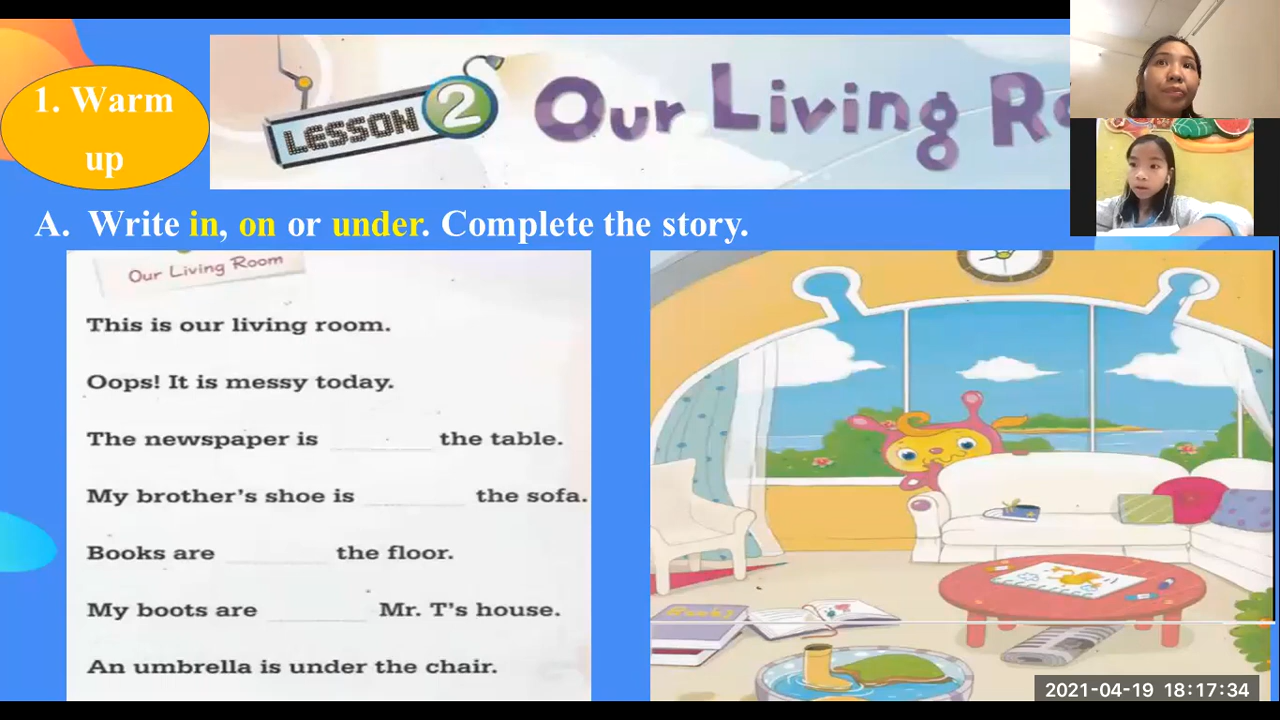 1. Warm
up
LESSON 2 Our Living
A. Write in, on or under. Complete the story.
Our Living Room
This is our living room.
Oops! It is messy today.
The newspaper is the table.
My brother's shoe is the sofa.
Books are the floor.
My boots are Mr. T's house.
An umbrella is under the chair.
Books
2021-04-19 18:17:34